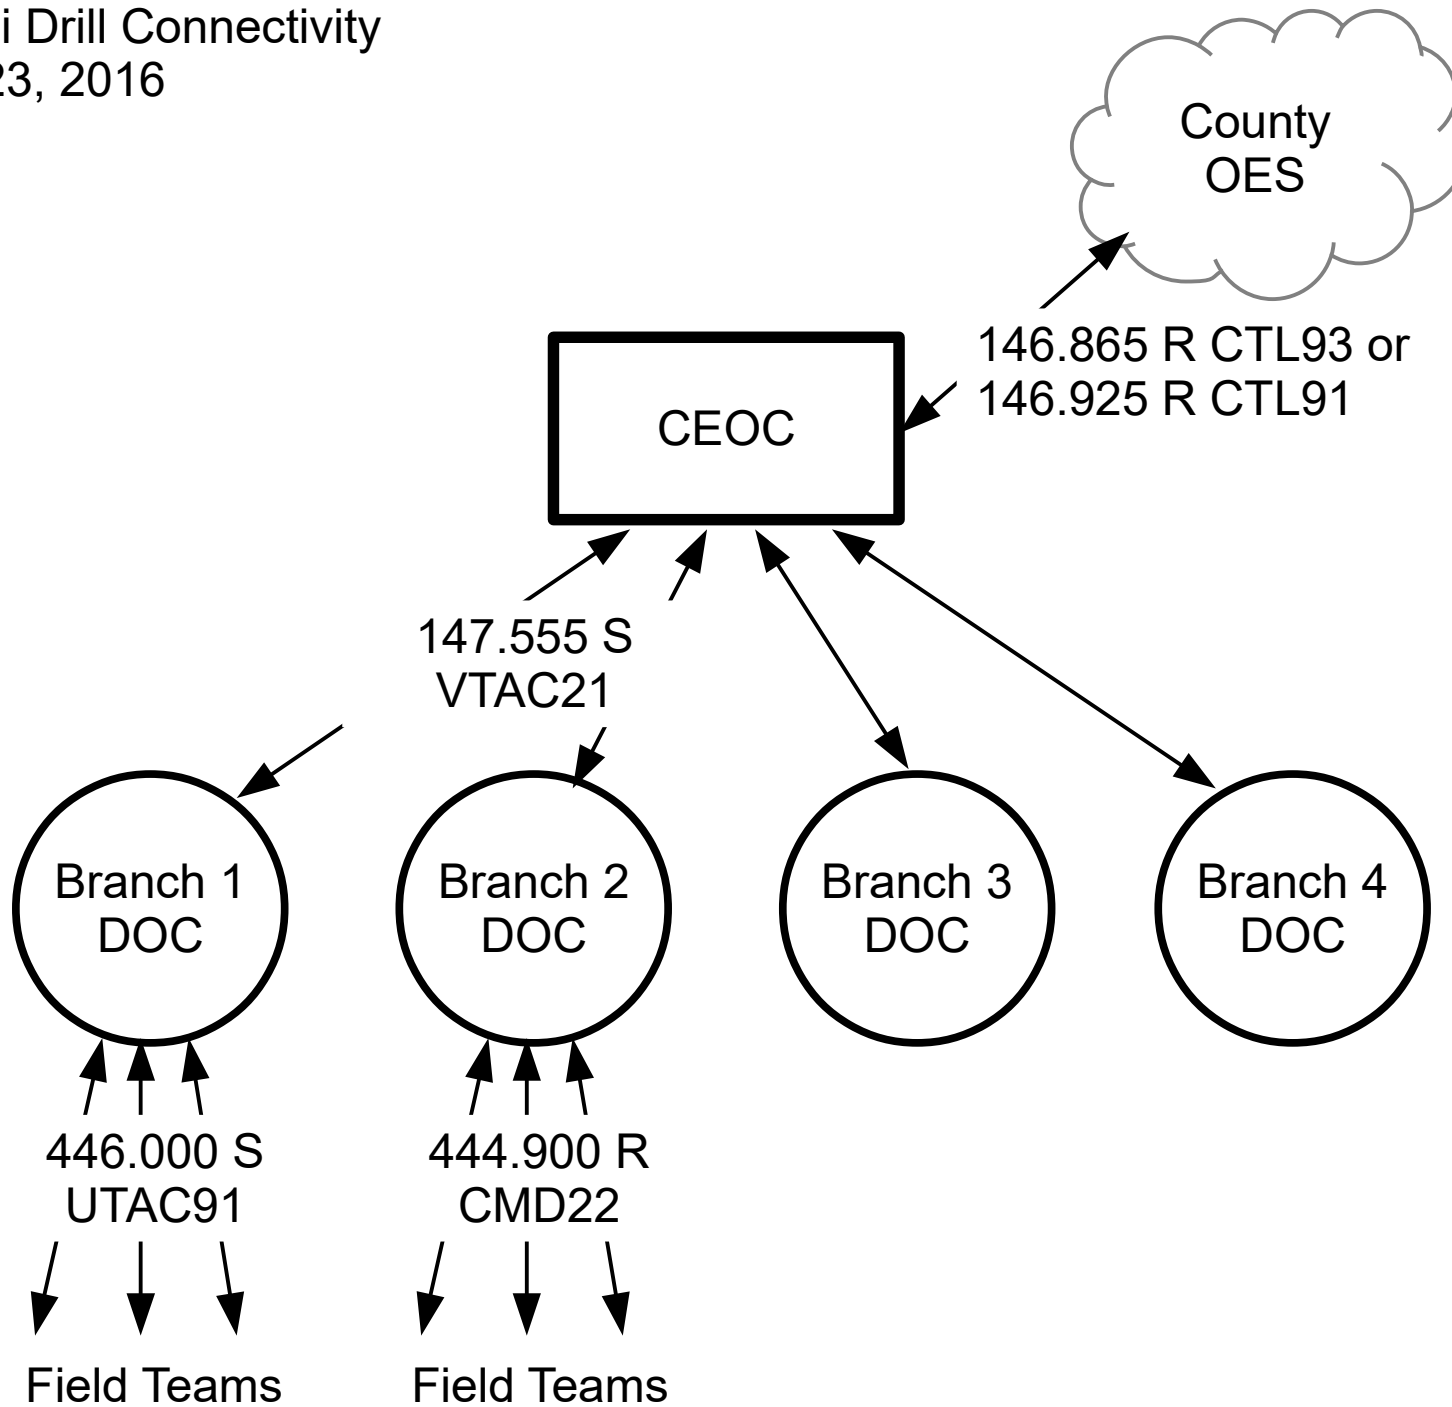 i Drill Connectivity
23, 2016
County
OES
146.865 R CTL93 or
146.925 R CTL91
CEOC
147.555 S
VTAC21
Branch 1
DOC
Branch 2
DOC
Branch 3
DOC
Branch 4
DOC
446.000 S
UTAC91
444.900 R
CMD22
Field Teams
Field Teams